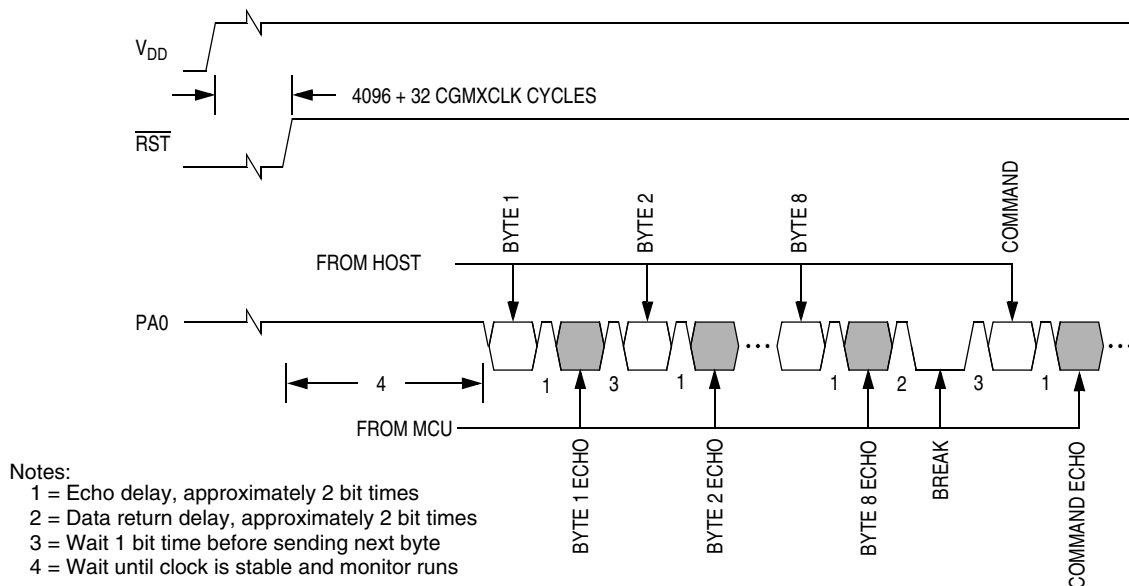 VDD
4096 + 32 CGMXCLK CYCLES
RST
BYTE 1
BYTE 2
BYTE 8
COMMAND
FROM HOST
PA0
4
1
3
1
1
2
3
1
...
...
FROM MCU
BYTE 1 ECHO
BYTE 2 ECHO
BYTE 8 ECHO
BREAK
COMMAND ECHO
Notes:
1 = Echo delay, approximately 2 bit times
2 = Data return delay, approximately 2 bit times
3 = Wait 1 bit time before sending next byte
4 = Wait until clock is stable and monitor runs